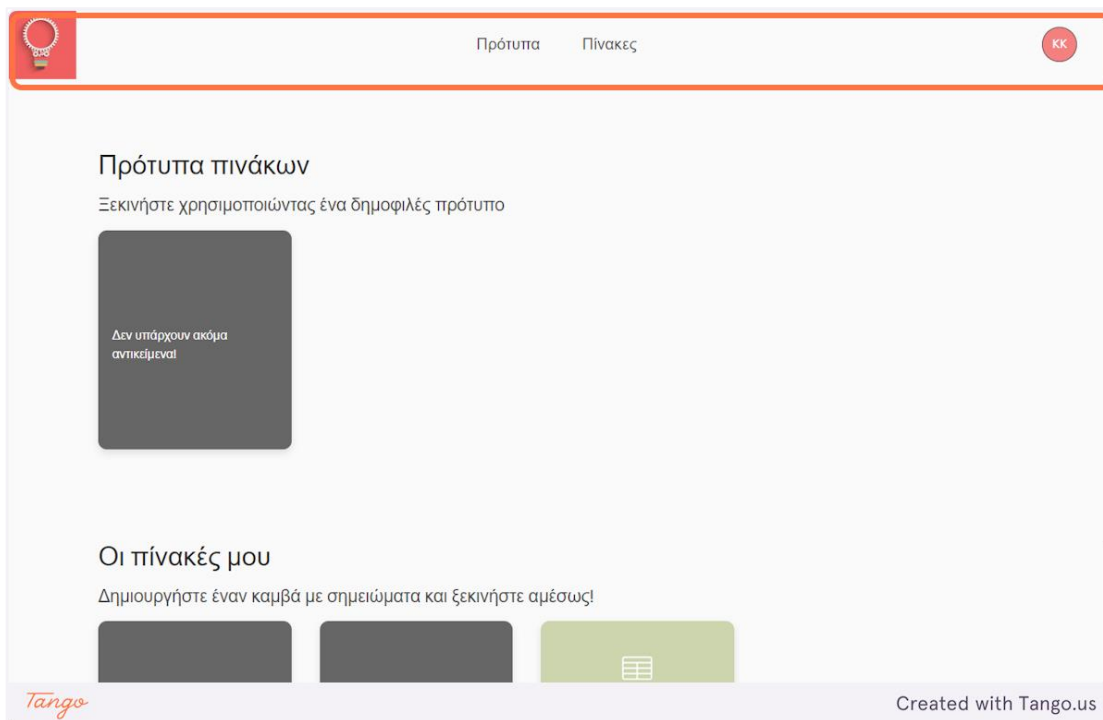 Πρότυπα Πίνακες KK
Πρότυπα πινάκων
Ξεκινήστε χρησιμοποιώντας ένα δημοφιλές πρότυπο
Δεν υπάρχουν ακόμα
αντικείμενα!
Οι πίνακές μου
Δημιουργήστε έναν καμβά με σημειώματα και ξεκινήστε αμέσως!
Tango Created with Tango.us